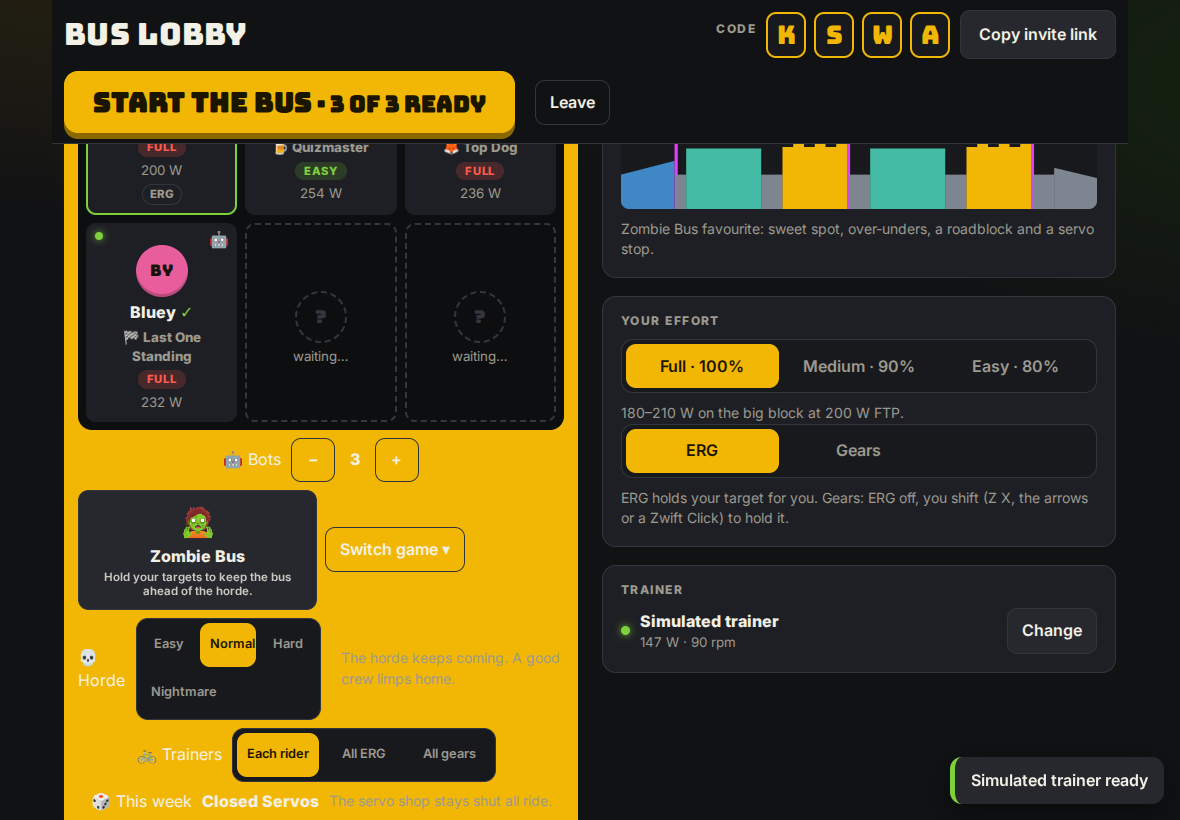 BUS LOBBY
CODE K S W A
Copy invite link
START THE BUS · 3 OF 3 READY
Leave
FULL
200 W
ERG
Quizmaster
EASY
254 W
Top Dog
FULL
236 W
BY
Bluey ✓
Last One
Standing
FULL
232 W
?
waiting...
?
waiting...
Bots − 3 +
Zombie Bus
Hold your targets to keep the bus
ahead of the horde.
Switch game ▾
Horde
Easy Normal Hard
Nightmare
The horde keeps coming. A good
crew limps home.
Trainers
Each rider All ERG All gears
This week Closed Servos The servo shop stays shut all ride.
Zombie Bus favourite: sweet spot, over-unders, a roadblock and a servo
stop.
YOUR EFFORT
Full · 100% Medium · 90% Easy · 80%
180–210 W on the big block at 200 W FTP.
ERG Gears
ERG holds your target for you. Gears: ERG off, you shift (Z X, the arrows
or a Zwift Click) to hold it.
TRAINER
Simulated trainer
147 W · 90 rpm
Change
Simulated trainer ready